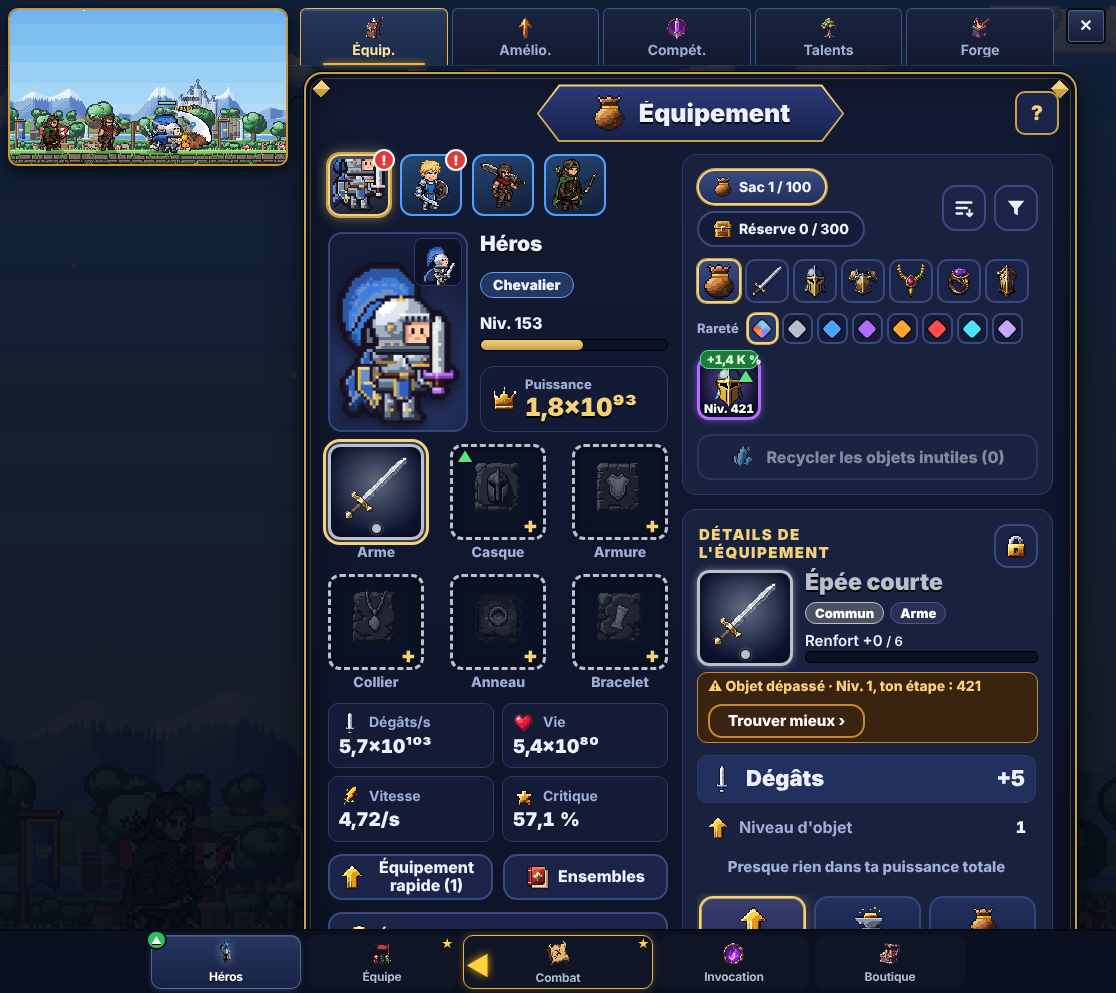 Équip.
Amélio.
Compét.
Talents
Forge
×
Équipement
?
!
!
Héros
Chevalier
Niv. 153
Puissance
1,8×10⁹³
Arme
Casque
Armure
Collier
Anneau
Bracelet
Dégâts/s
5,7×10¹⁰³
Vie
5,4×10⁸⁰
Vitesse
4,72/s
Critique
57,1 %
Équipement
rapide (1)
Ensembles
Sac 1 / 100
Réserve 0 / 300
Rareté
+1,4 K %
Niv. 421
Recycler les objets inutiles (0)
DÉTAILS DE
L'ÉQUIPEMENT
Épée courte
Commun
Arme
Renfort +0 / 6
Objet dépassé · Niv. 1, ton étape : 421
Trouver mieux ›
Dégâts
+5
Niveau d'objet
1
Presque rien dans ta puissance totale
Héros
Équipe
Combat
Invocation
Boutique